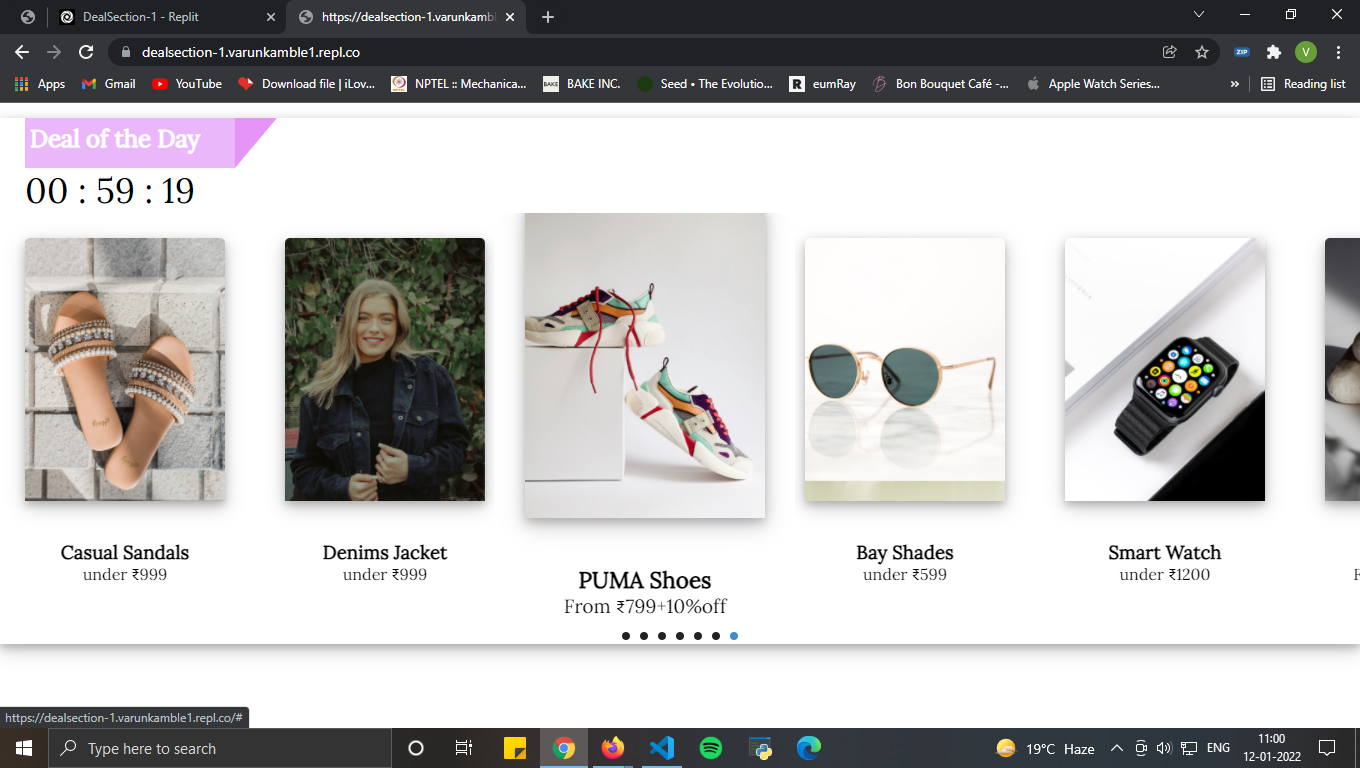 DealSection-1 - Replit
https://dealsection-1.varunkambl
dealsection-1.varunkamble1.repl.co
ZIP
V
Apps
Gmail
YouTube
Download file | iLov...
NPTEL :: Mechanica...
BAKE INC.
Seed • The Evolutio...
R
eumRay
Bon Bouquet Café -...
Apple Watch Series...
»
Reading list
Deal of the Day
00 : 59 : 19
Casual Sandals
under ₹999
Denims Jacket
under ₹999
PUMA Shoes
From ₹799+10%off
Bay Shades
under ₹599
Smart Watch
under ₹1200
F
https://dealsection-1.varunkamble1.repl.co/#
Type here to search
19°C Haze
ENG
11:00
12-01-2022